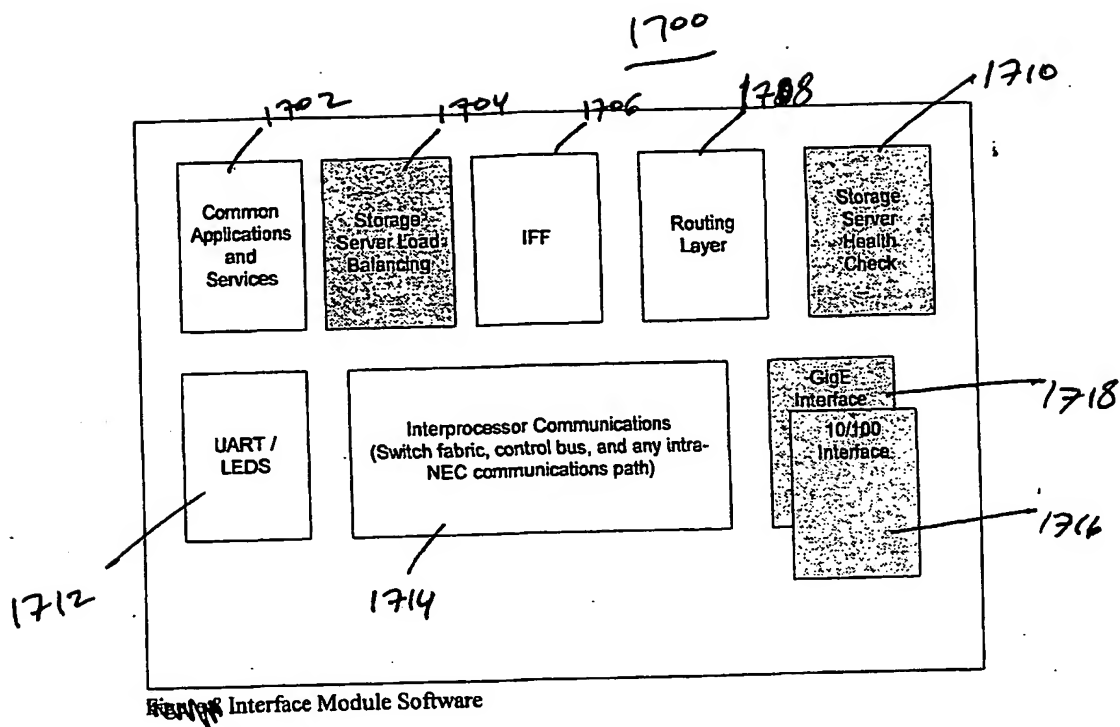 1700
1702
1704
1706
1708
1710
Common
Applications
and
Services
Storage
Server Load
Balancing
IFF
Routing
Layer
Storage
Server
Health
Check
UART /
LEDS
Interprocessor Communications
(Switch fabric, control bus, and any intra-
NEC communications path)
GigE
Interface
10/100
Interface
1718
1716
1712
1714
Interface Module Software